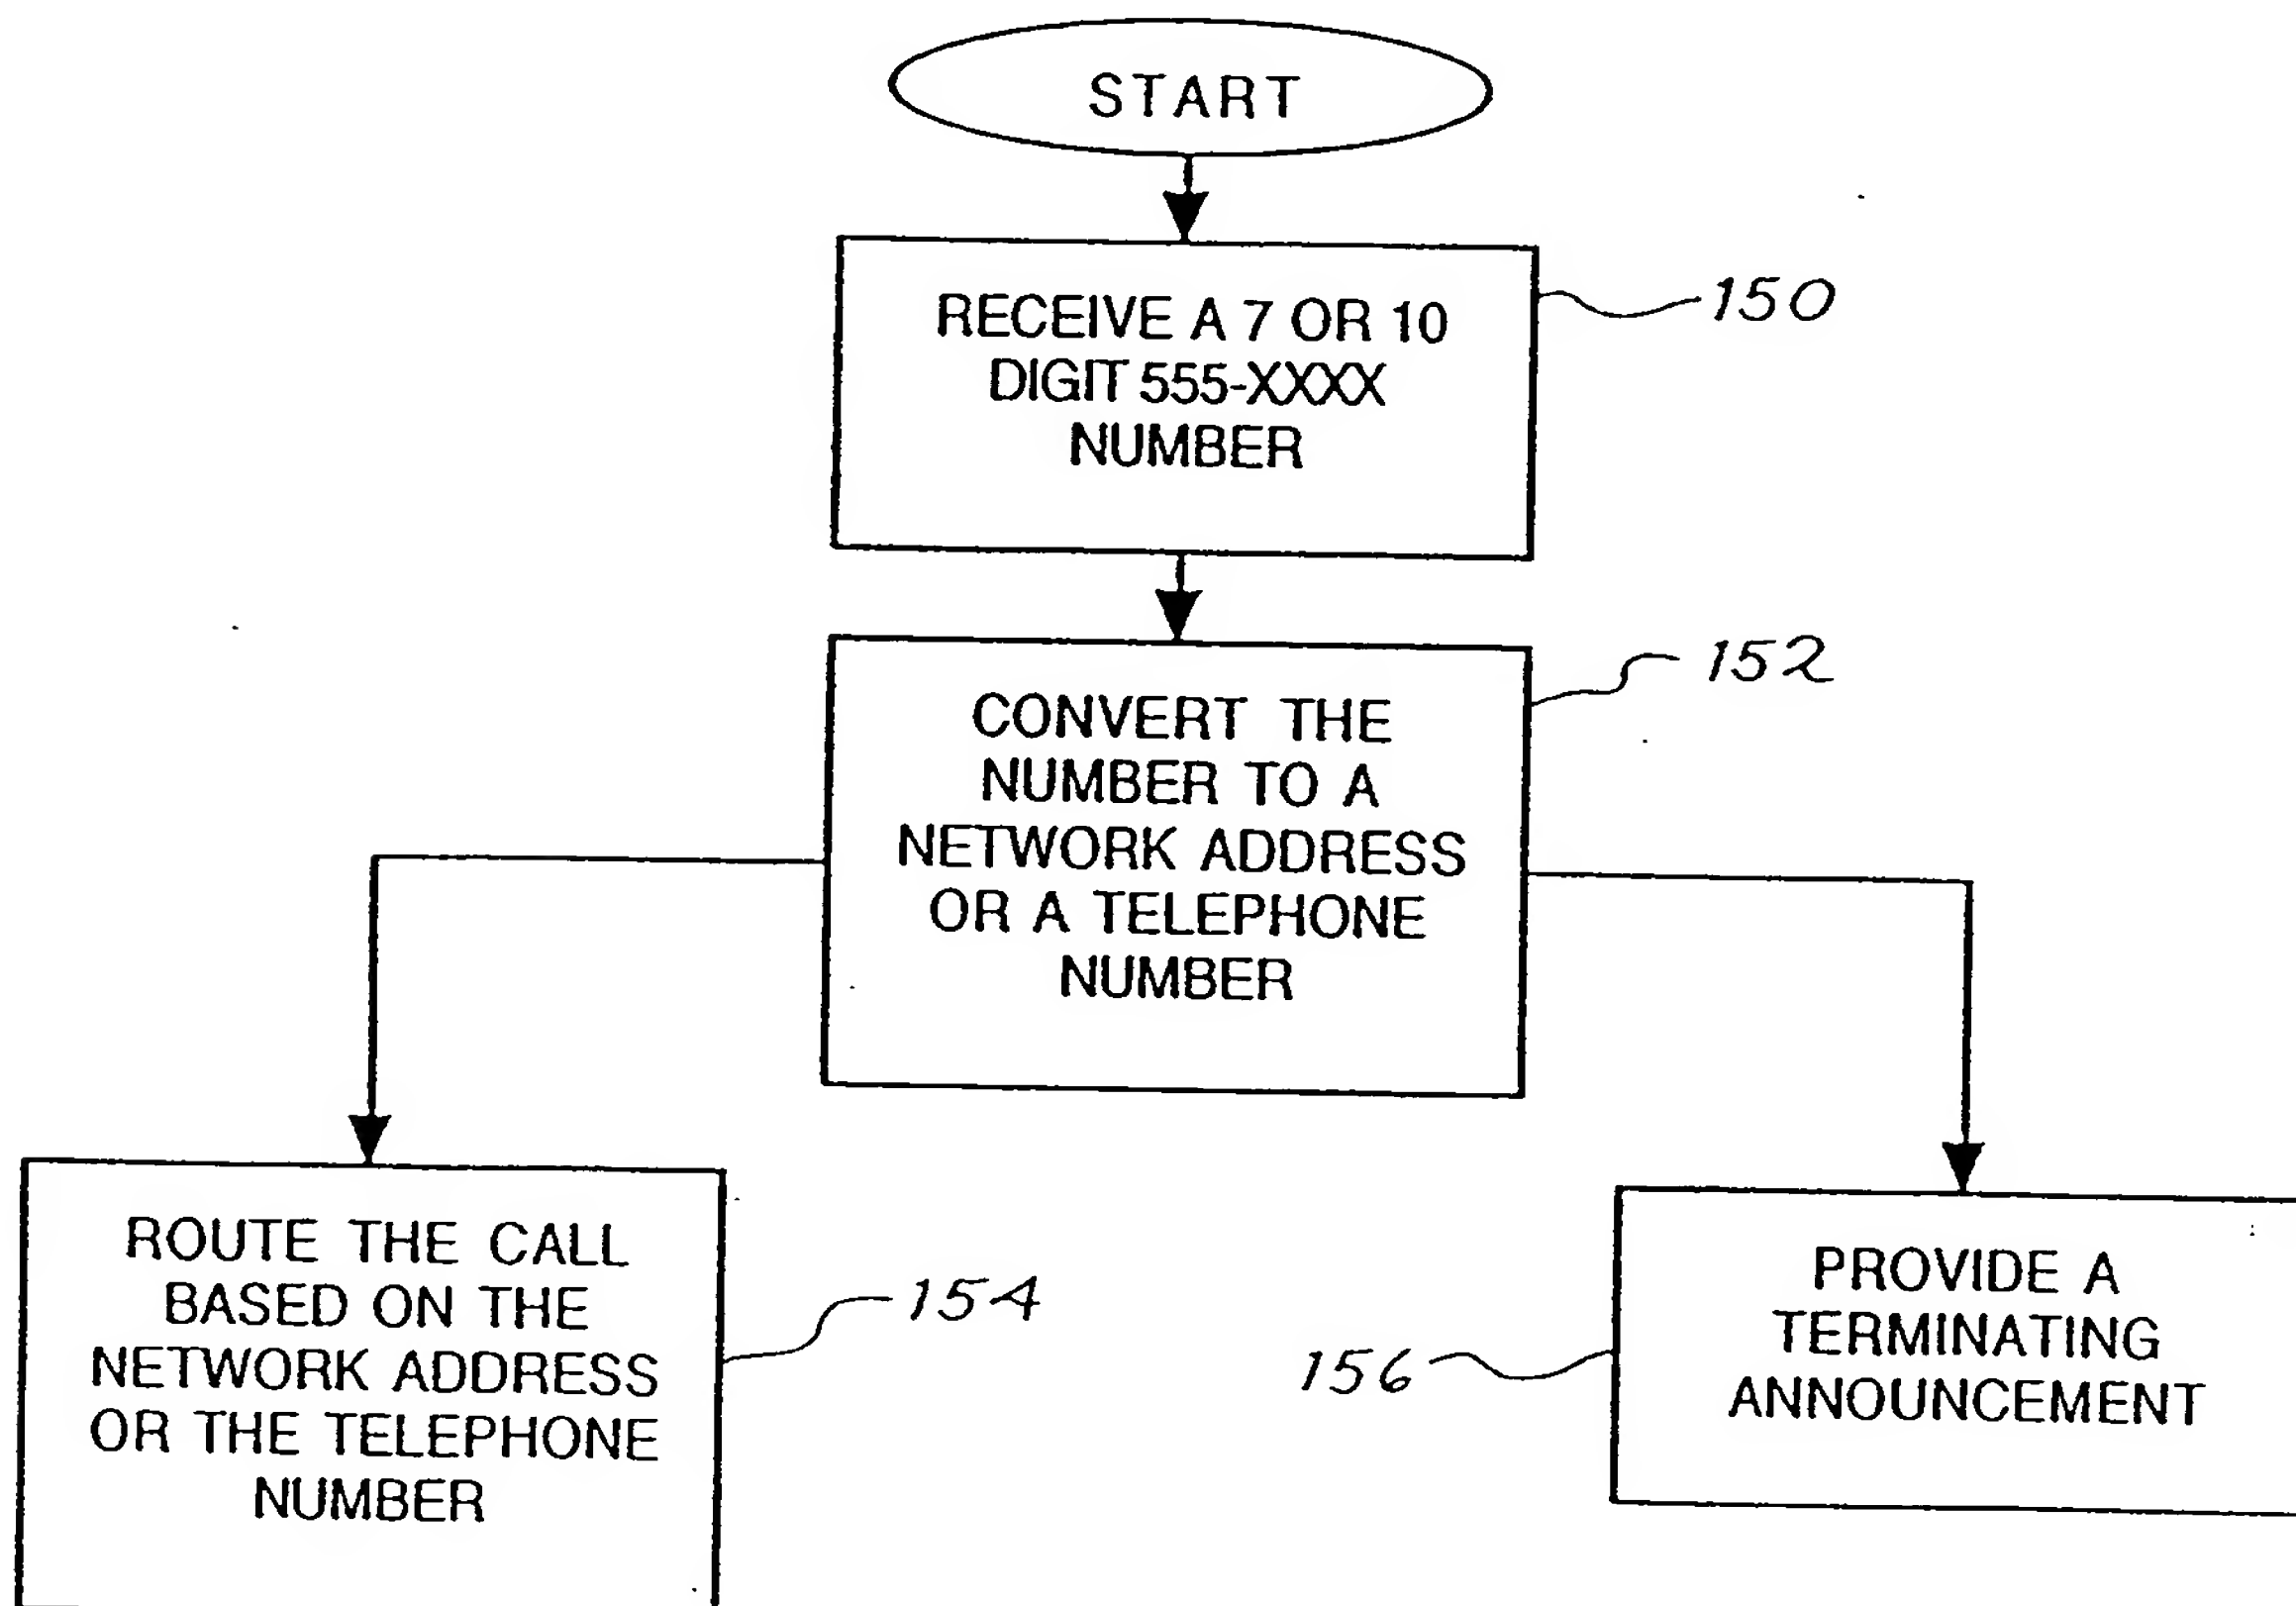 START
RECEIVE A 7 OR 10
DIGIT 555-XXXX
NUMBER
150
CONVERT THE
NUMBER TO A
NETWORK ADDRESS
OR A TELEPHONE
NUMBER
152
ROUTE THE CALL
BASED ON THE
NETWORK ADDRESS
OR THE TELEPHONE
NUMBER
154
156
PROVIDE A
TERMINATING
ANNOUNCEMENT